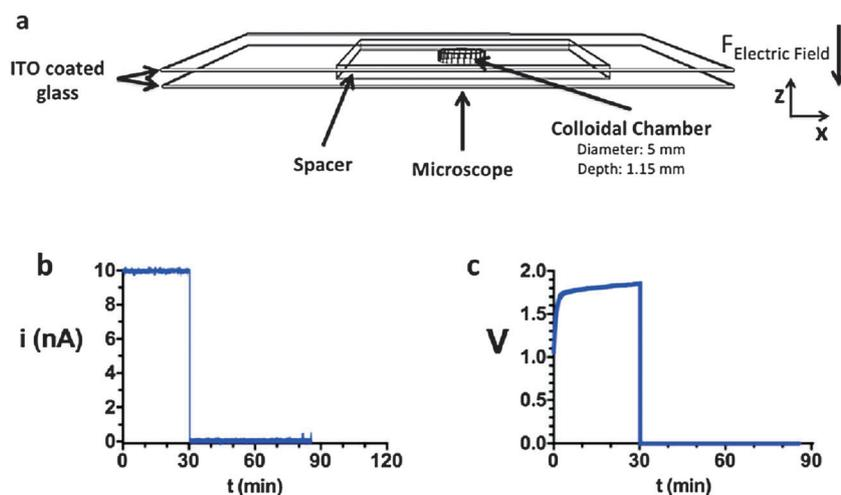 a
ITO coated
glass
Spacer
Microscope
Colloidal Chamber
Diameter: 5 mm
Depth: 1.15 mm
FElectric Field
z
x
b
i (nA)
10
8
6
4
2
0
0 30 60 90 120
t (min)
c
V
2.0
1.5
1.0
0.5
0.0
0 30 60 90
t (min)